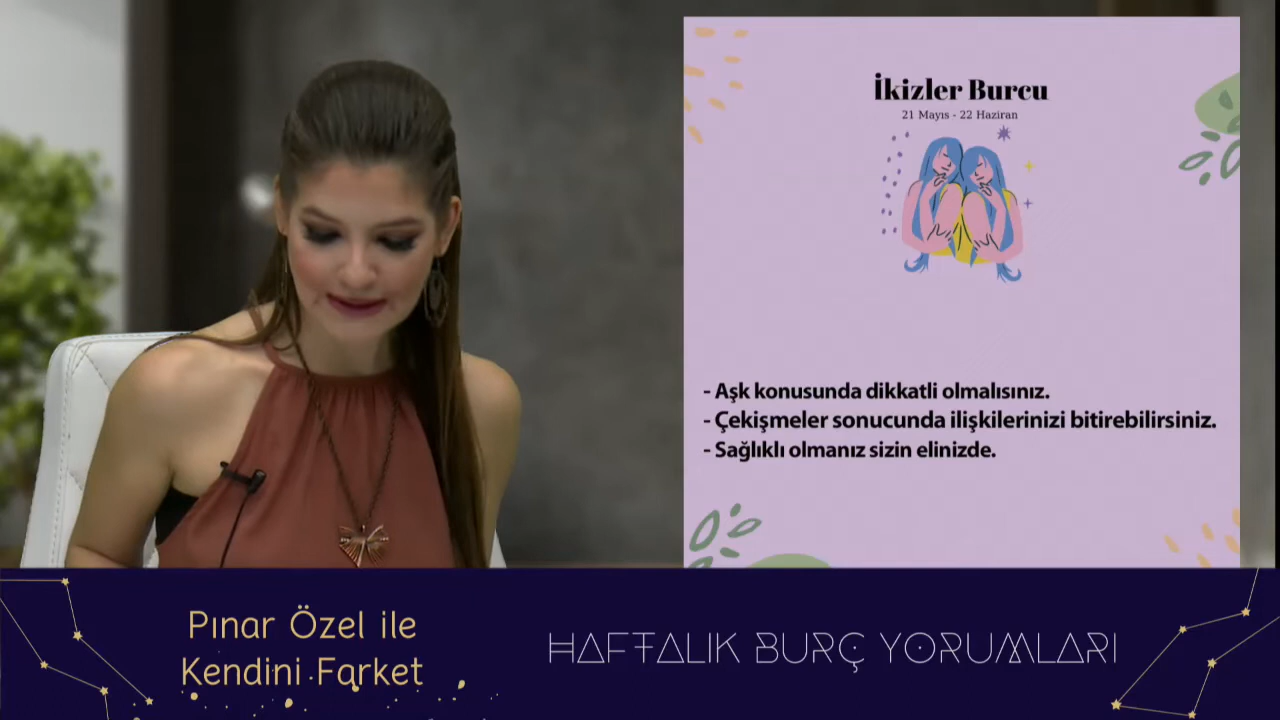 İkizler Burcu
21 Mayıs - 22 Haziran
- Aşk konusunda dikkatli olmalısınız.
- Çekişmeler sonucunda ilişkilerinizi bitirebilirsiniz.
- Sağlıklı olmanız sizin elinizde.
Pınar Özel ile
Kendini Farket
HAFTALIK BURÇ YORUMLARI